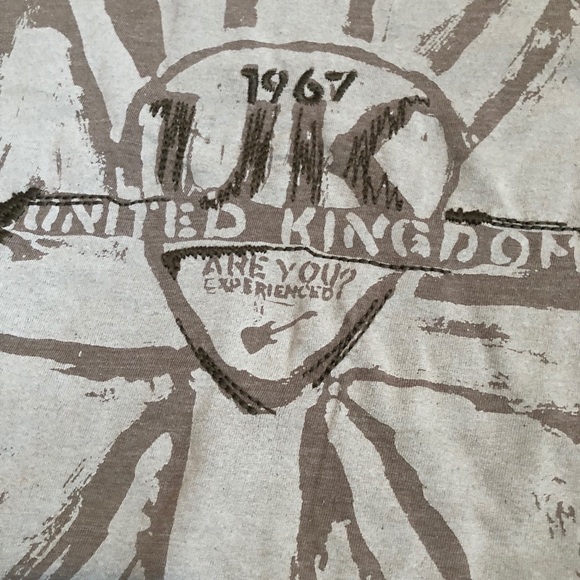 1967
UK
UNITED KINGDOM
ARE YOU?
EXPERIENCED?